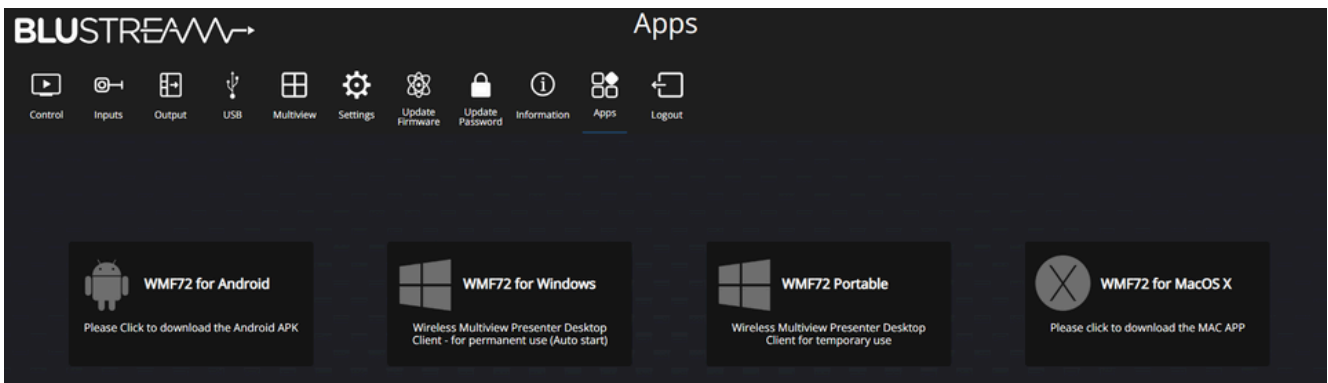 BLUSTREAM
Apps
Control
Inputs
Output
USB
Multiview
Settings
Update
Firmware
Update
Password
Information
Apps
Logout
WMF72 for Android
Please Click to download the Android APK
WMF72 for Windows
Wireless Multiview Presenter Desktop
Client - for permanent use (Auto start)
WMF72 Portable
Wireless Multiview Presenter Desktop
Client for temporary use
WMF72 for MacOS X
Please click to download the MAC APP